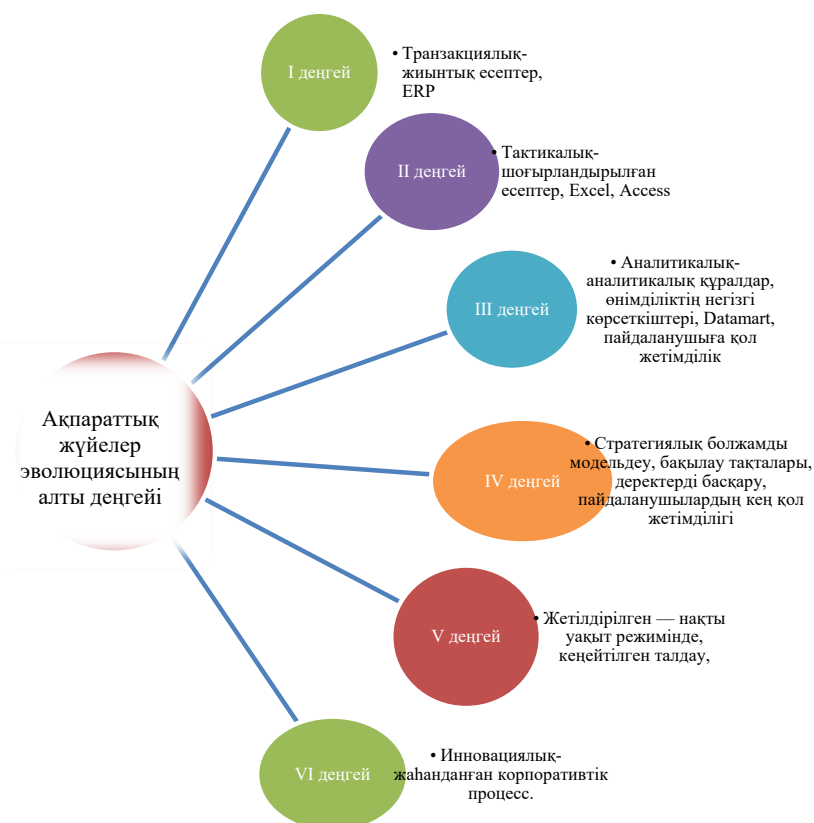 I деңгей
• Транзакциялық-
жиынтық есептер,
ERP
II деңгей
• Тактикалық-
шоғырландырылған
есептер, Excel, Access
III деңгей
• Аналитикалық-
аналитикалық құралдар,
өнімділіктің негізгі
көрсеткіштері, Datamart,
пайдаланушыға қол
жетімділік
Ақпараттық
жүйелер
эволюциясының
алты деңгейі
IV деңгей
• Стратегиялық болжамды
модельдеу, бақылау тақталары,
деректерді басқару,
пайдаланушылардың кең қол
жетімділігі
V деңгей
• Жетілдірілген — нақты
уақыт режимінде,
кеңейтілген талдау,
VI деңгей
• Инновациялық-
жаһанданған корпоративтік
процесс.